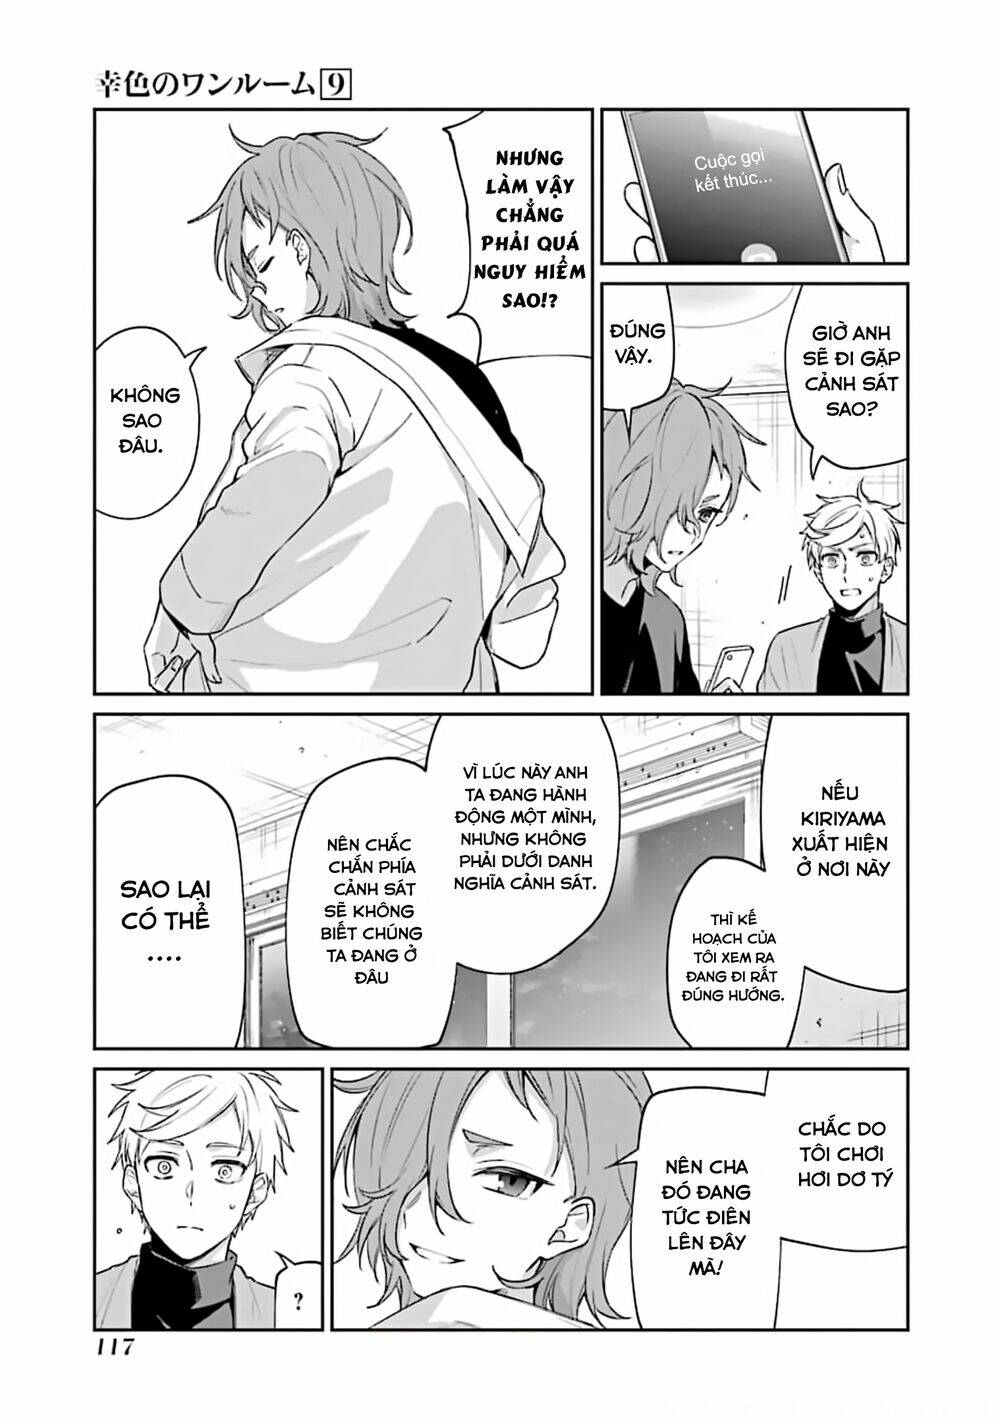 幸色のワンルーム9
Cuộc gọi
kết thúc...
GIỜ ANH
SẼ ĐI GẶP
CẢNH SÁT
SAO?
ĐÚNG
VẬY.
NHƯNG
LÀM VẬY
CHẲNG
PHẢI QUÁ
NGUY HIỂM
SAO!?
KHÔNG
SAO
ĐÂU.
NẾU
KIRIYAMA
XUẤT HIỆN
Ở NƠI NÀY
THÌ KẾ
HOẠCH CỦA
TÔI XEM RA
ĐANG ĐI RẤT
ĐÚNG HƯỚNG.
VÌ LÚC NÀY ANH
TA ĐANG HÀNH
ĐỘNG MỘT MÌNH,
NHƯNG KHÔNG
PHẢI DƯỚI DANH
NGHĨA CẢNH SÁT.
NÊN CHẮC
CHẮN PHÍA
CẢNH SÁT
SẼ KHÔNG
BIẾT CHÚNG
TA ĐANG Ở
ĐÂU
SAO LẠI
CÓ THỂ
....
CHẮC DO
TÔI CHƠI
HƠI DƠ TÝ
NÊN CHA
ĐÓ ĐANG
TỨC ĐIÊN
LÊN ĐÂY
MÀ!
?
117